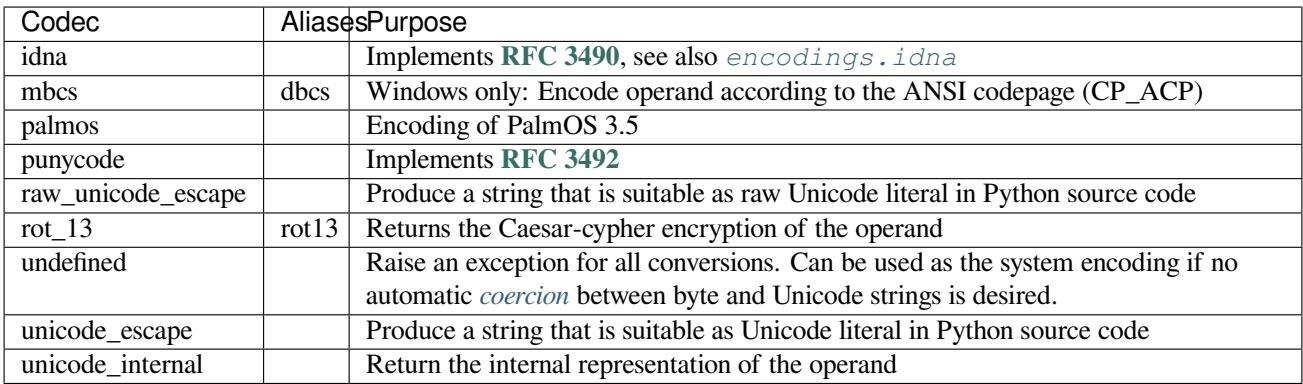 Codec Aliases Purpose
idna Implements RFC 3490, see also encodings.idna
mbcs dbcs Windows only: Encode operand according to the ANSI codepage (CP_ACP)
palmos Encoding of PalmOS 3.5
punycode Implements RFC 3492
raw_unicode_escape Produce a string that is suitable as raw Unicode literal in Python source code
rot_13 rot13 Returns the Caesar-cypher encryption of the operand
undefined Raise an exception for all conversions. Can be used as the system encoding if no
automatic coercion between byte and Unicode strings is desired.
unicode_escape Produce a string that is suitable as Unicode literal in Python source code
unicode_internal Return the internal representation of the operand